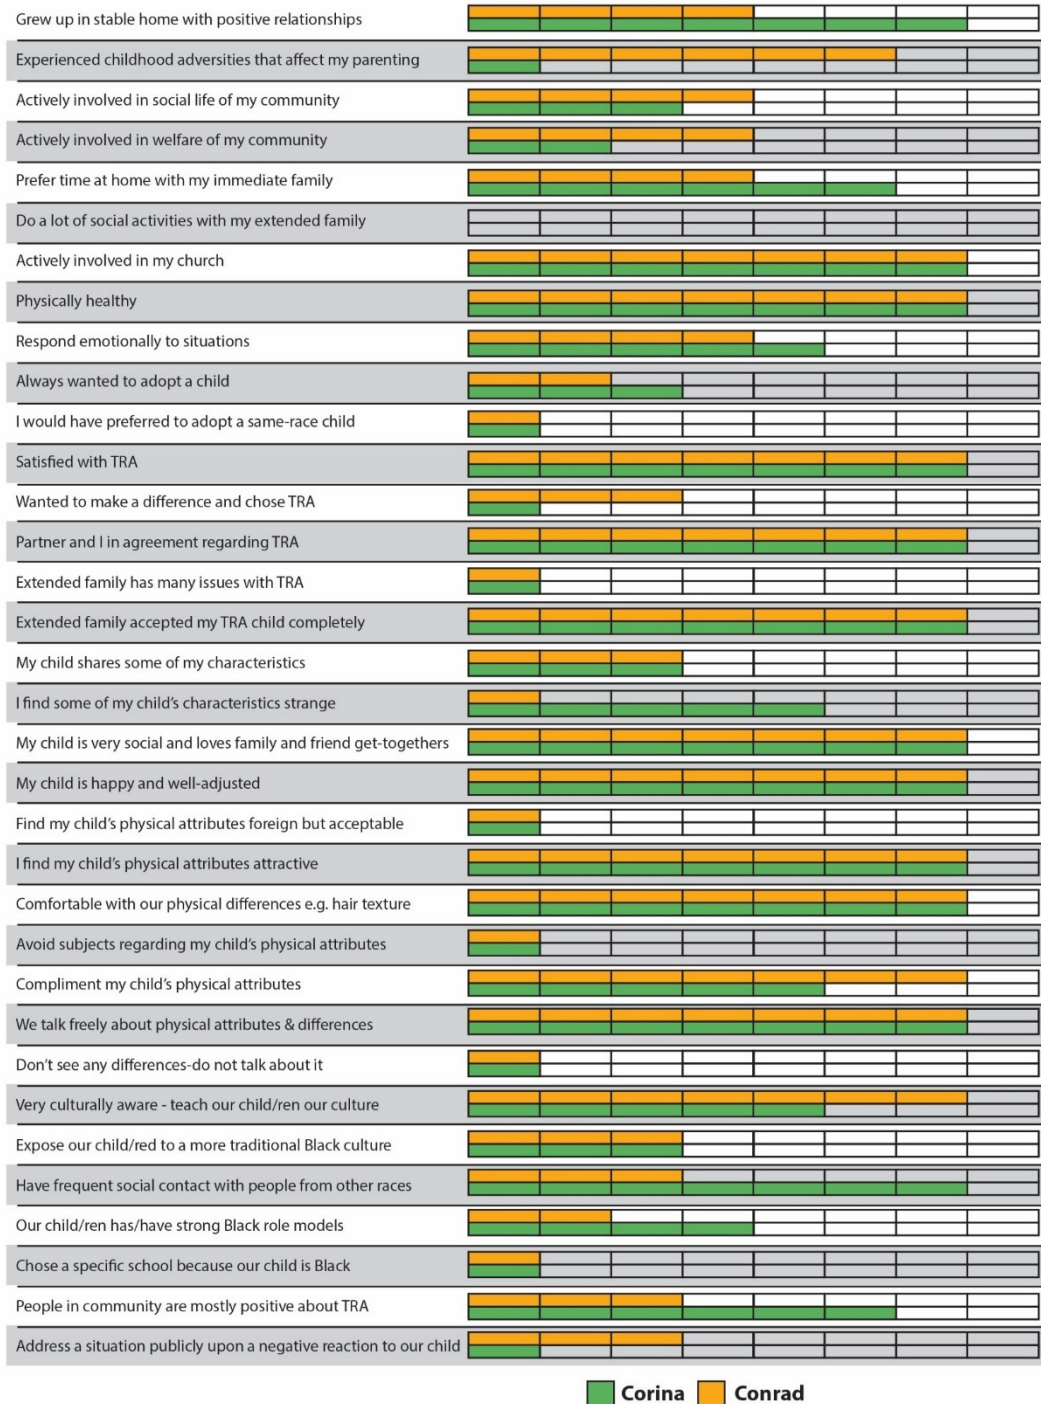 Grew up in stable home with positive relationships
Experienced childhood adversities that affect my parenting
Actively involved in social life of my community
Actively involved in welfare of my community
Prefer time at home with my immediate family
Do a lot of social activities with my extended family
Actively involved in my church
Physically healthy
Respond emotionally to situations
Always wanted to adopt a child
I would have preferred to adopt a same-race child
Satisfied with TRA
Wanted to make a difference and chose TRA
Partner and I in agreement regarding TRA
Extended family has many issues with TRA
Extended family accepted my TRA child completely
My child shares some of my characteristics
I find some of my child's characteristics strange
My child is very social and loves family and friend get-togethers
My child is happy and well-adjusted
Find my child's physical attributes foreign but acceptable
I find my child's physical attributes attractive
Comfortable with our physical differences e.g. hair texture
Avoid subjects regarding my child's physical attributes
Compliment my child's physical attributes
We talk freely about physical attributes & differences
Don't see any differences-do not talk about it
Very culturally aware - teach our child/ren our culture
Expose our child/red to a more traditional Black culture
Have frequent social contact with people from other races
Our child/ren has/have strong Black role models
Chose a specific school because our child is Black
People in community are mostly positive about TRA
Address a situation publicly upon a negative reaction to our child
Corina Conrad